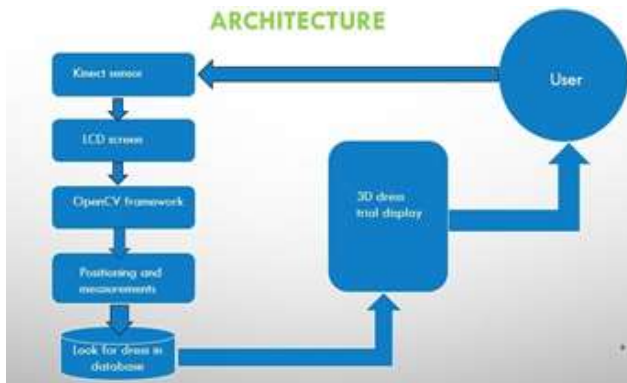 ARCHITECTURE
Kinect sensor
User
LCD screen
OpenCV framework
3D dress
trial display
Positioning and
measurements
Look for dress in
database